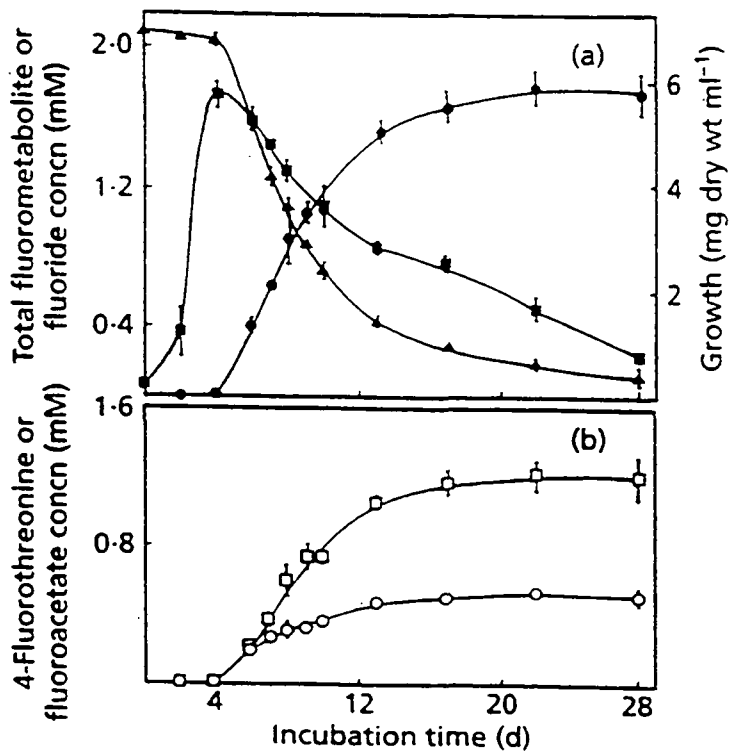 Total fluorometabolite or
fluoride concn (mM)
2·0
1·2
0·4
(a)
6
4
2
Growth (mg dry wt ml⁻¹)
4-Fluorothreonine or
fluoroacetate concn (mM)
1·6
0·8
(b)
4
12
20
28
Incubation time (d)